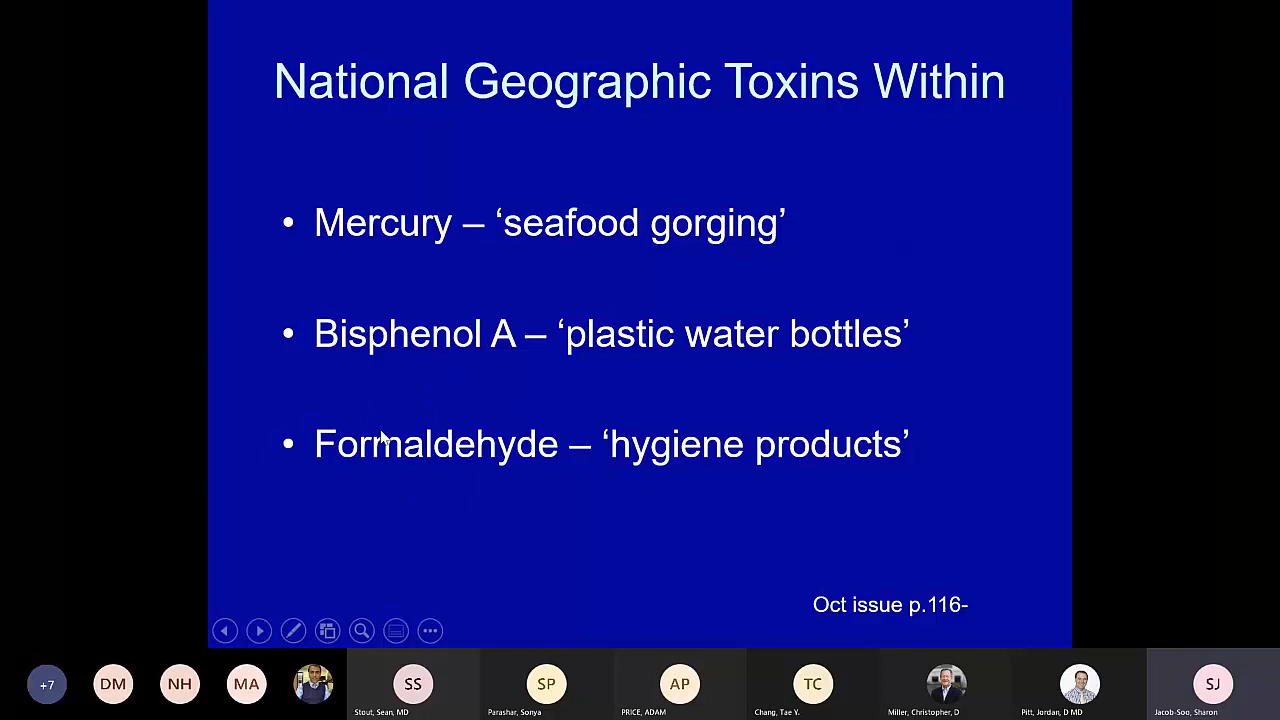 National Geographic Toxins Within
• Mercury – ‘seafood gorging’
• Bisphenol A – ‘plastic water bottles’
• Formaldehyde – ‘hygiene products’
Oct issue p.116-
+7
DM
NH
MA
SS
SP
AP
TC
SJ
Stout, Sean, MD
Parashar, Sonya
PRICE, ADAM
Chang, Tae Y.
Miller, Christopher, D
Pitt, Jordan, D MD
Jacob-Soo, Sharon